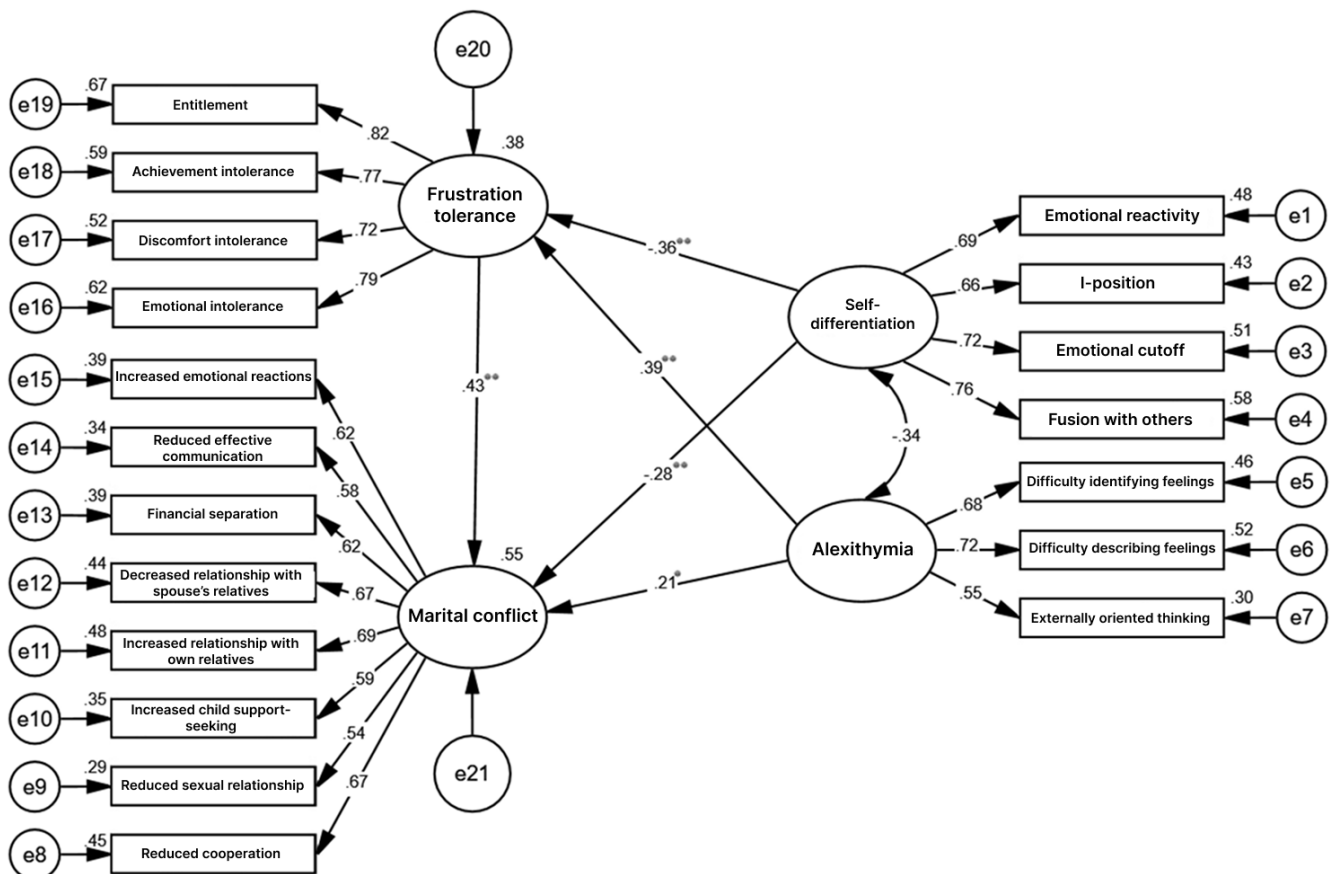 e20
.38
Frustration
tolerance
e19
.67
Entitlement
.82
e18
.59
Achievement intolerance
.77
e17
.52
Discomfort intolerance
.72
e16
.62
Emotional intolerance
.79
e15
.39
Increased emotional reactions
.62
e14
.34
Reduced effective
communication
.58
e13
.39
Financial separation
.62
e12
.44
Decreased relationship with
spouse's relatives
.67
e11
.48
Increased relationship with
own relatives
.69
e10
.35
Increased child support-
seeking
.59
e9
.29
Reduced sexual relationship
.54
e8
.45
Reduced cooperation
.67
.43**
.55
Marital conflict
e21
-.36**
.39**
-.28**
.21*
Self-
differentiation
-.34
Alexithymia
.69
Emotional reactivity
.48
e1
.66
I-position
.43
e2
.72
Emotional cutoff
.51
e3
.76
Fusion with others
.58
e4
.68
Difficulty identifying feelings
.46
e5
.72
Difficulty describing feelings
.52
e6
.55
Externally oriented thinking
.30
e7